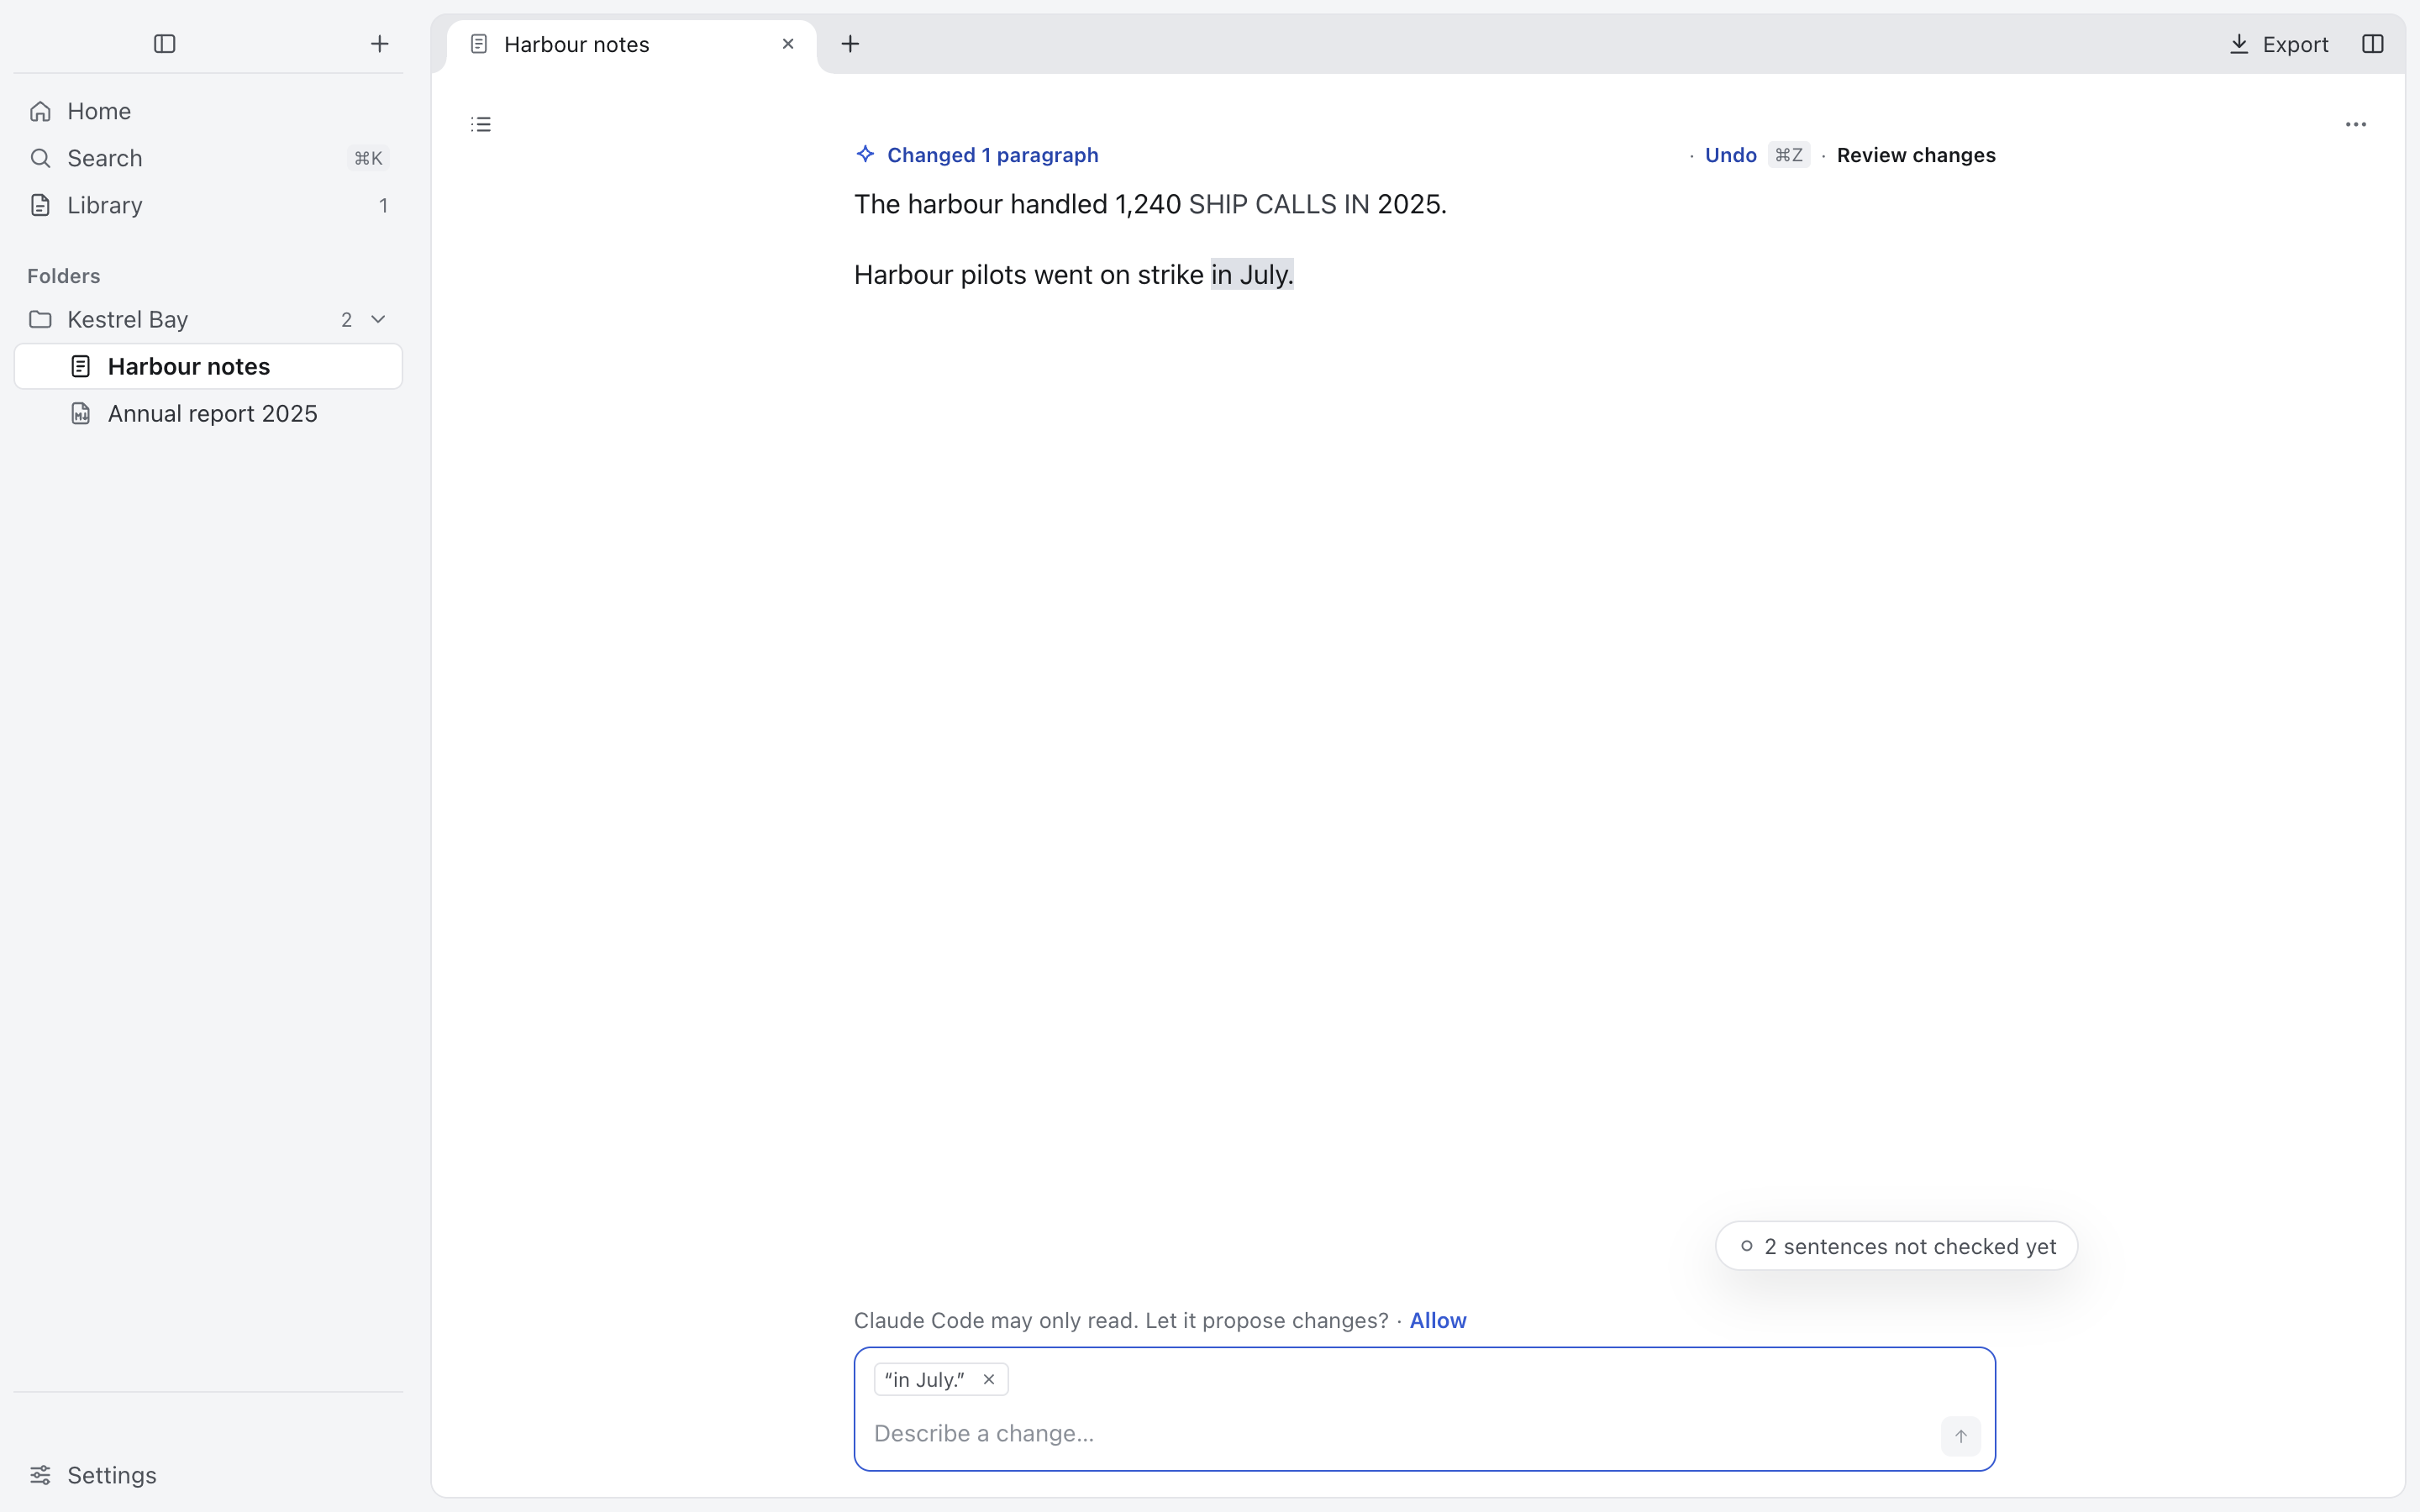 Harbour notes
Export
Home
Search ⌘K
Library 1
Folders
Kestrel Bay 2
Harbour notes
Annual report 2025
Settings
Changed 1 paragraph · Undo ⌘Z · Review changes
The harbour handled 1,240 SHIP CALLS IN 2025.
Harbour pilots went on strike in July.
2 sentences not checked yet
Claude Code may only read. Let it propose changes? · Allow
“in July.”
Describe a change...